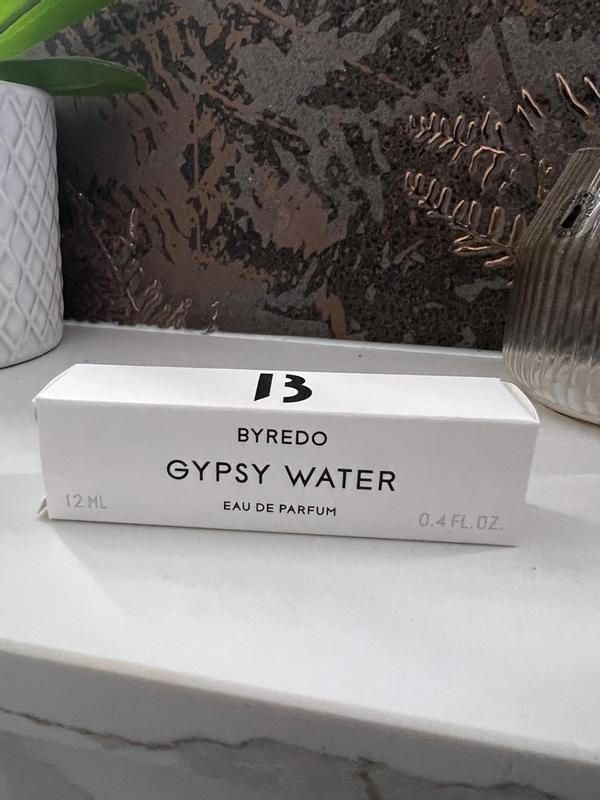 B
BYREDO
GYPSY WATER
EAU DE PARFUM
12 ML
0.4 FL.OZ.